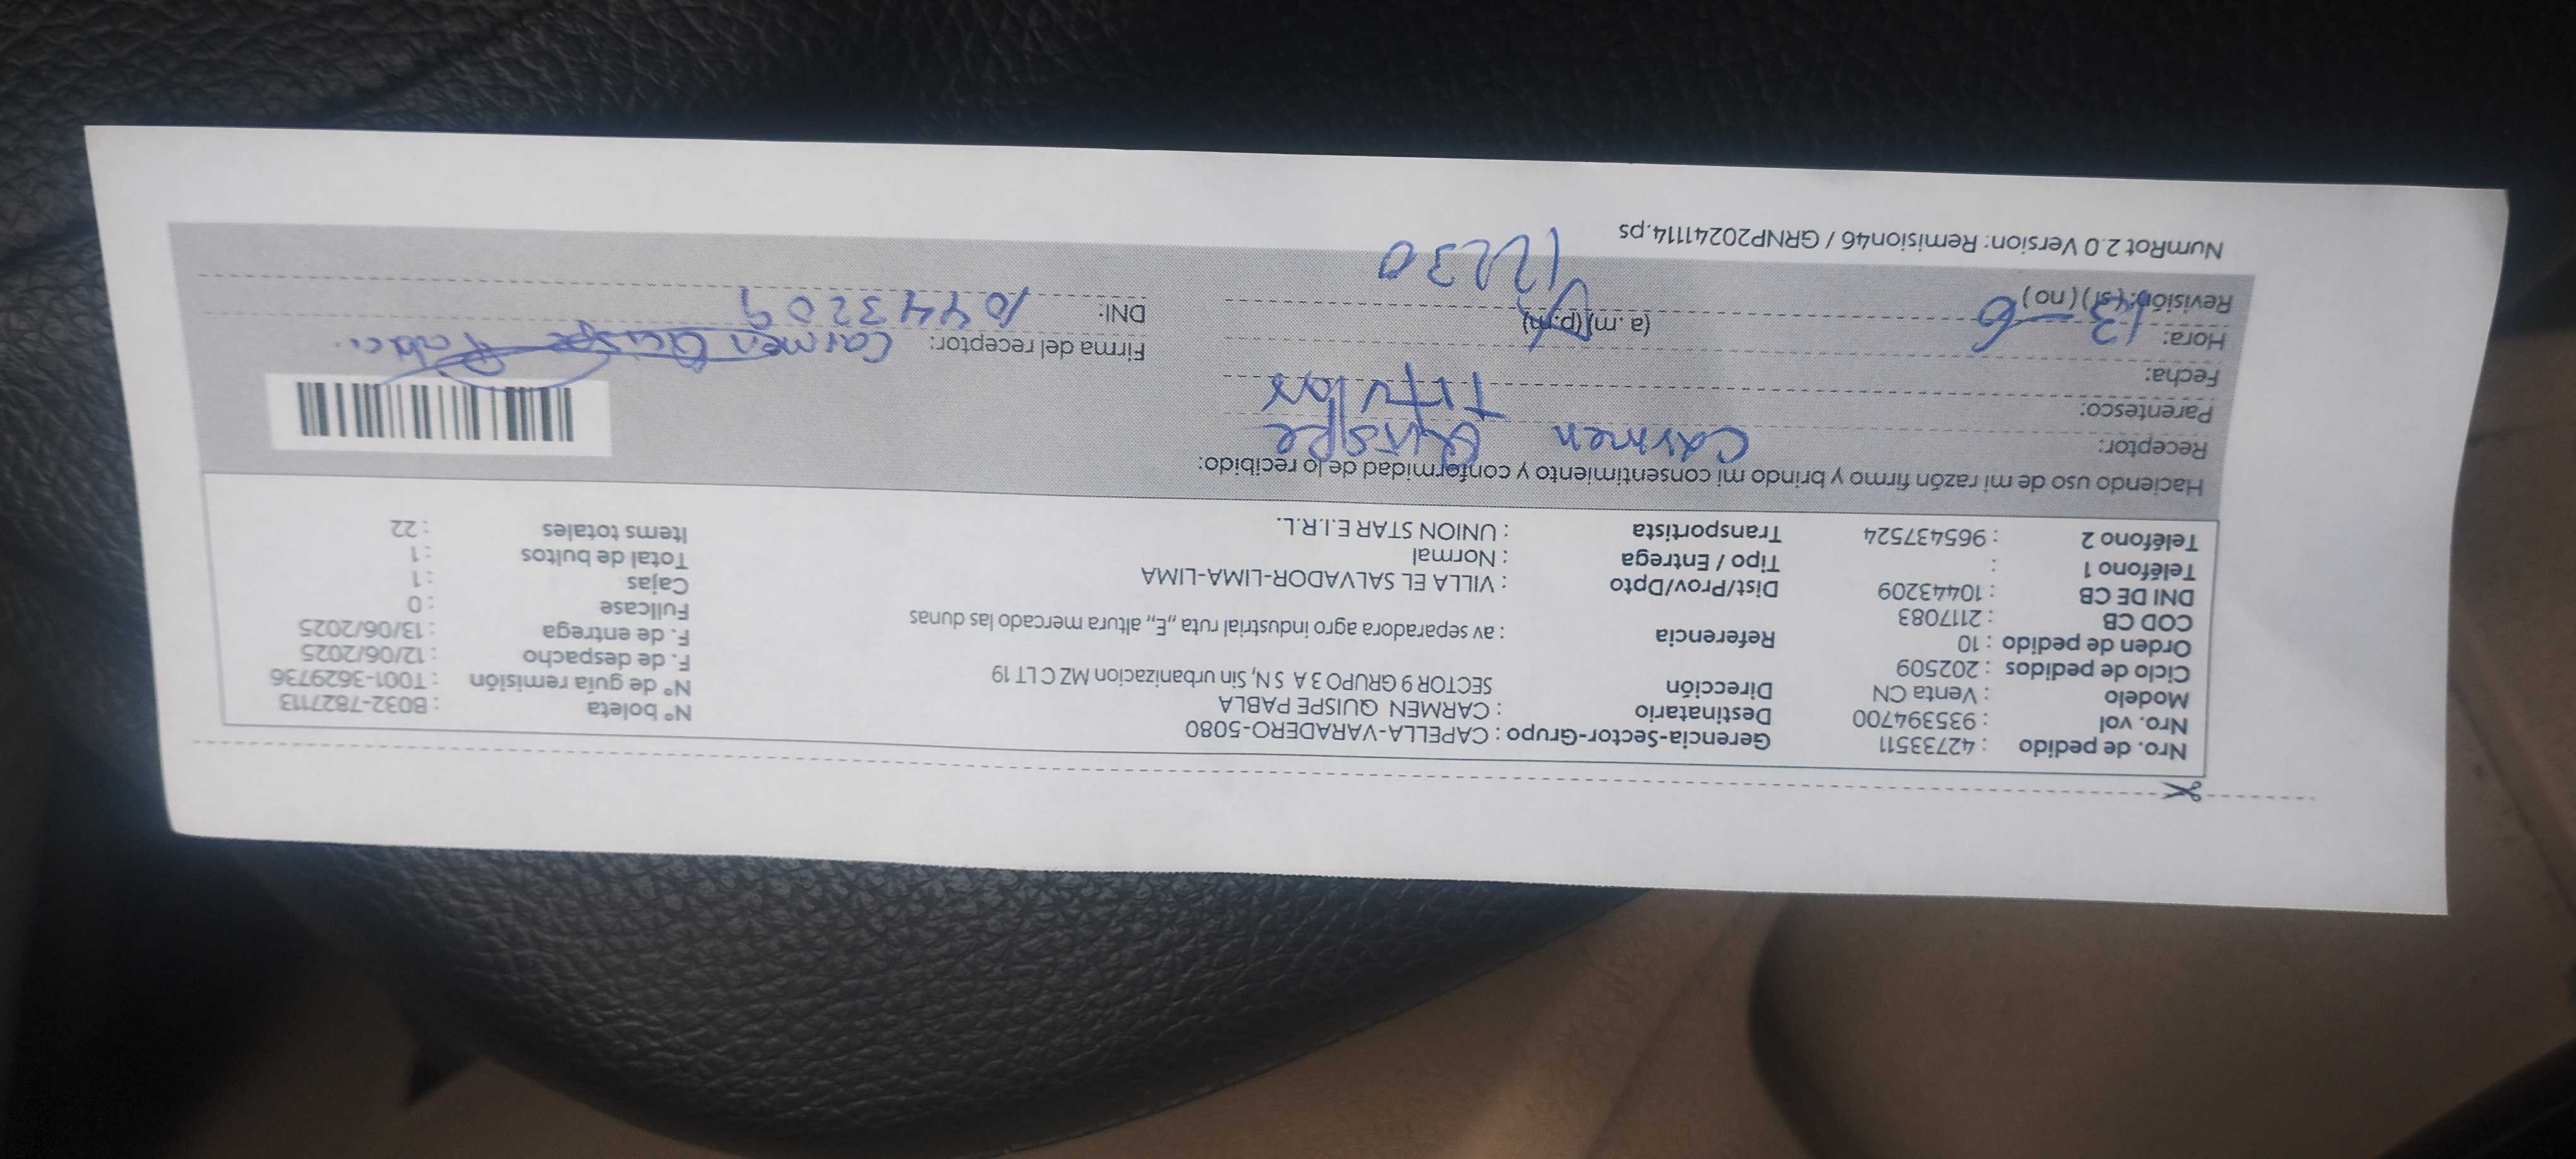 Nro. de pedido : 42733511 Gerencia-Sector-Grupo : CAPELLA-VARADERO-5080 N° boleta : B032-7827113
Nro. vol : 935394700 Destinatario : CARMEN QUISPE PABLA N° de guía remisión : T001-3629736
Modelo : Venta CN Dirección SECTOR 9 GRUPO 3 A S N, Sin urbanizacion MZ C LT 19 F. de despacho : 12/06/2025
Ciclo de pedidos : 202509 Referencia : av separadora agro industrial ruta ,,E,, altura mercado las dunas F. de entrega : 13/06/2025
Orden de pedido : 10 Fullcase : 0
COD CB : 2117083 Dist/Prov/Dpto : VILLA EL SALVADOR-LIMA-LIMA Cajas : 1
DNI DE CB : 10443209 Tipo / Entrega : Normal Total de bultos : 1
Teléfono 1 : Transportista : UNION STAR E.I.R.L. Items totales : 22
Teléfono 2 : 965437524
Haciendo uso de mi razón firmo y brindo mi consentimiento y conformidad de lo recibido:
Receptor: Carmen Quispe
Parentesco: Titular
Fecha:
Hora: 13-6 (a.m.)(p.m) Firma del receptor: Carmen Quispe
Revisión: (si) (no) 12230 DNI: 10443209
NumRot 2.0 Version: Remision46 / GRNP20241114.ps